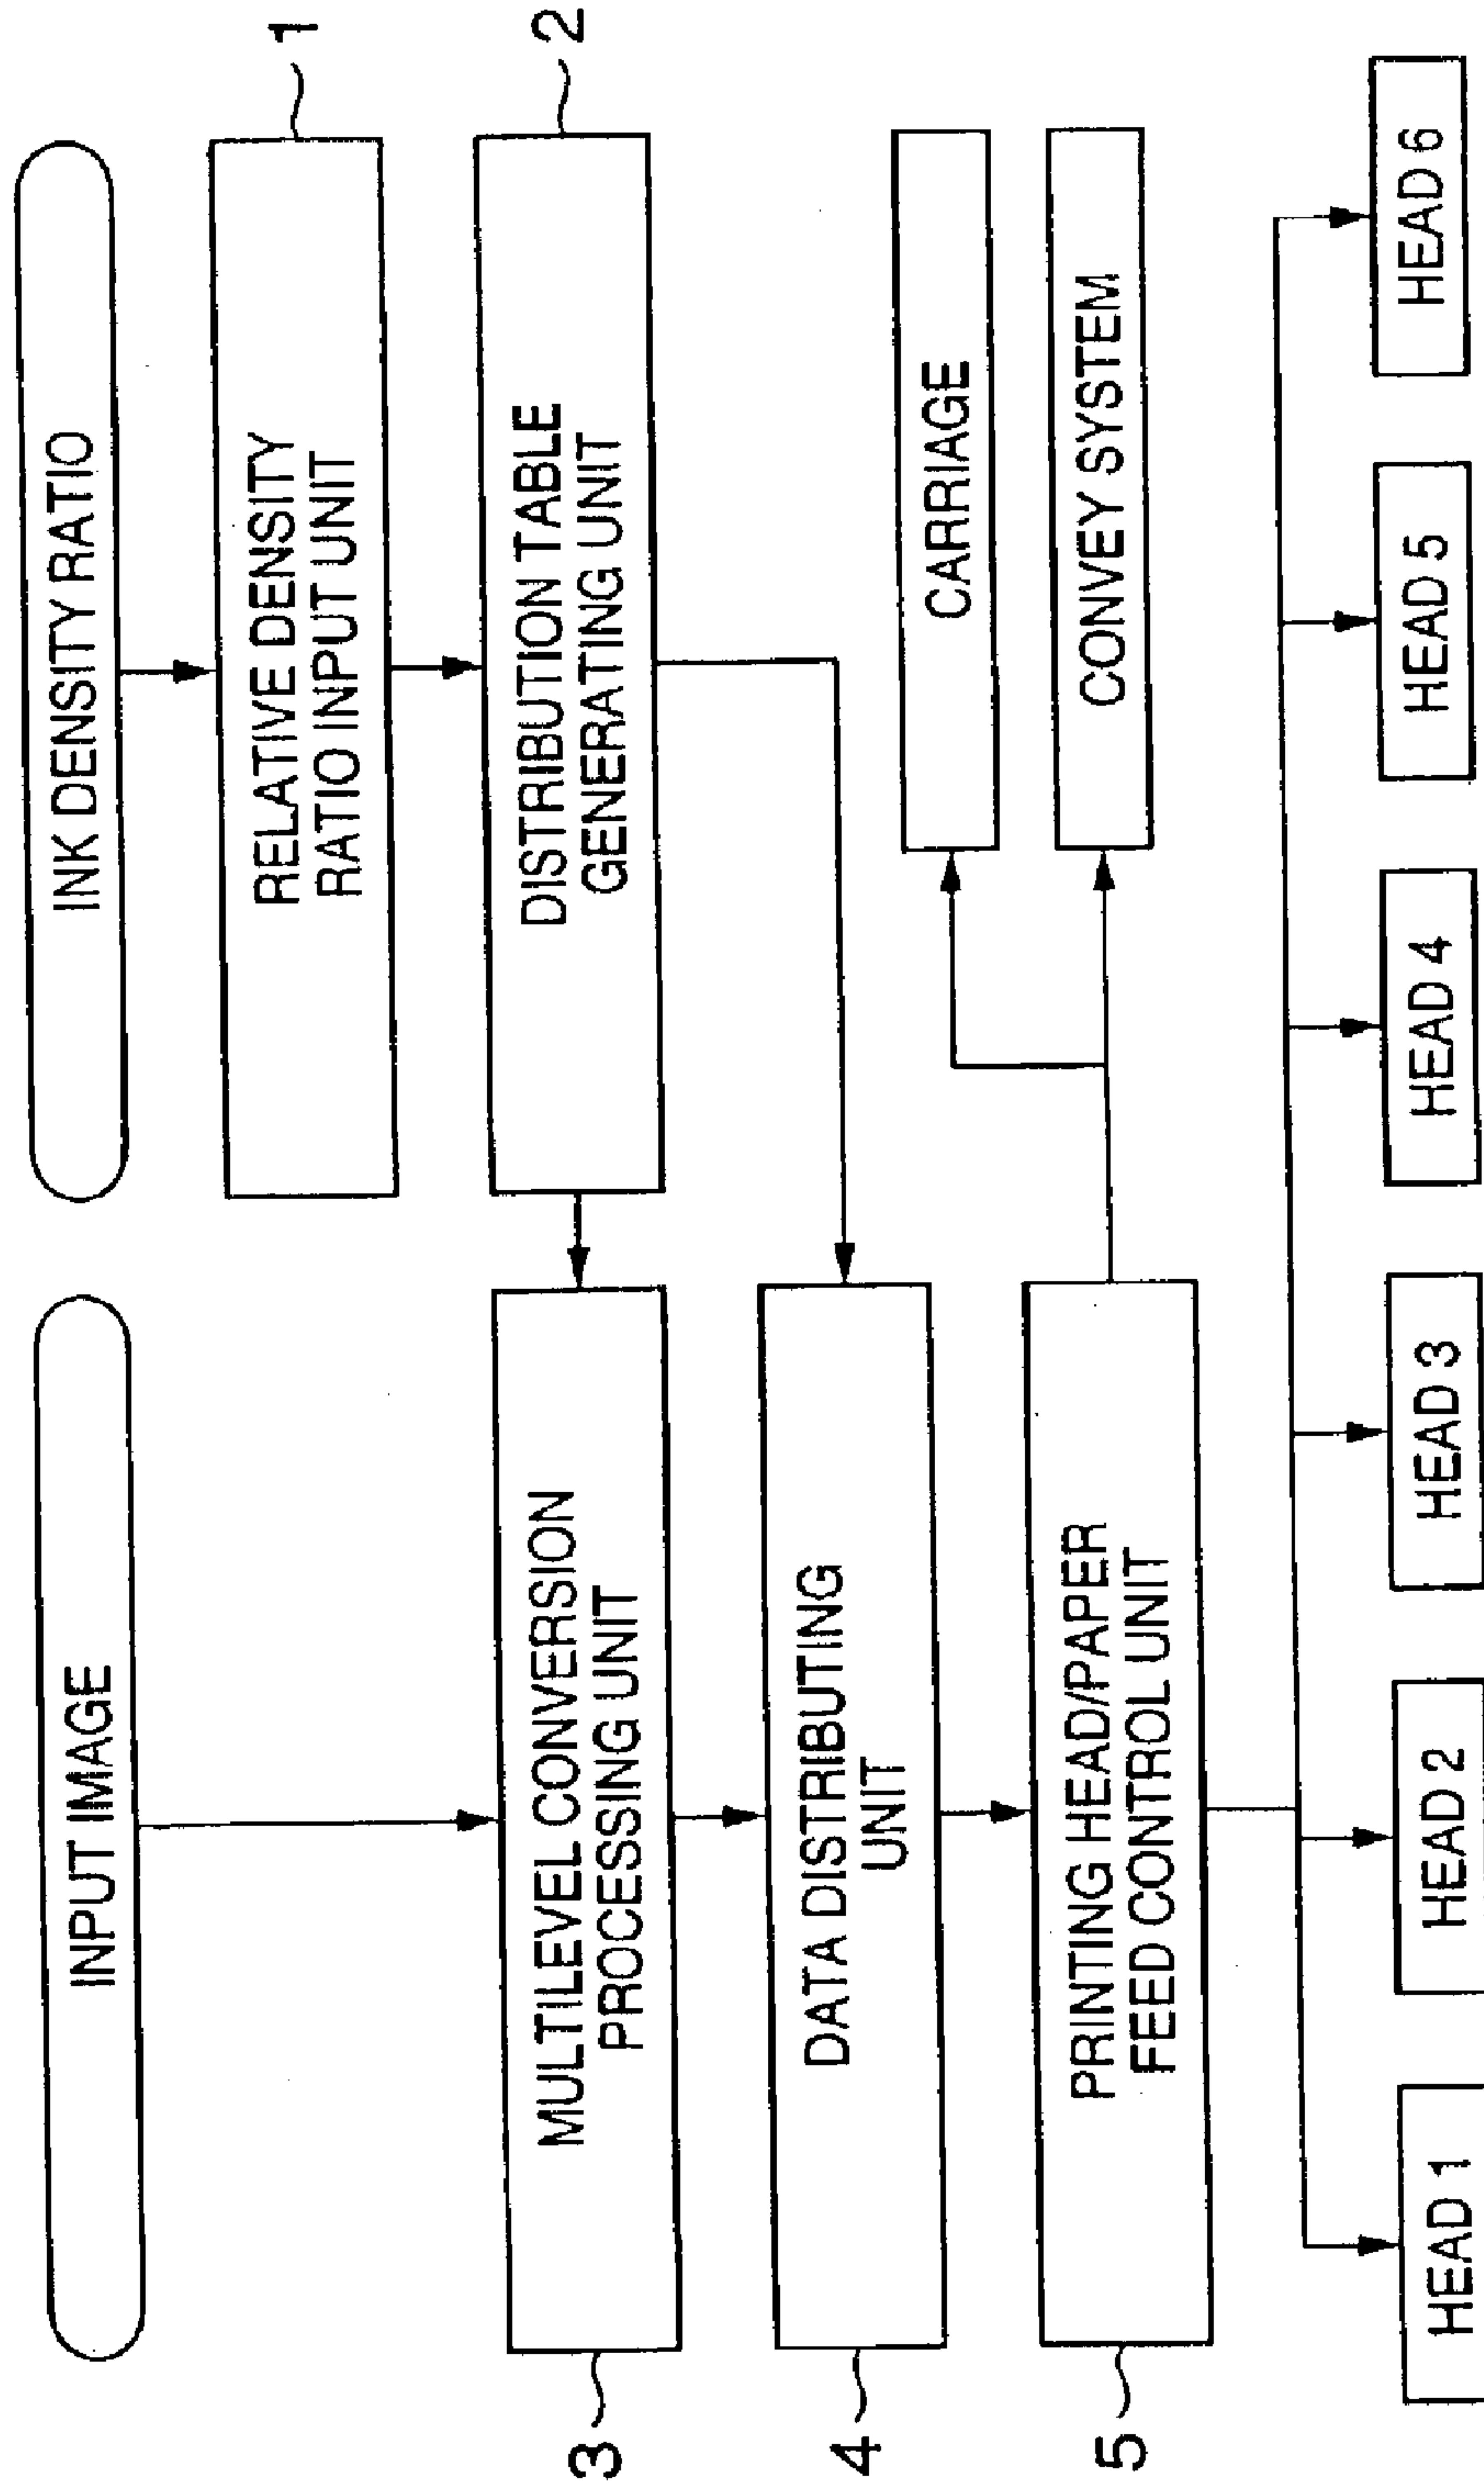 INPUT IMAGE
INK DENSITY RATIO
RELATIVE DENSITY
RATIO INPUT UNIT
1
DISTRIBUTION TABLE
GENERATING UNIT
2
MULTILEVEL CONVERSION
PROCESSING UNIT
3
DATA DISTRIBUTING
UNIT
4
CARRIAGE
CONVEY SYSTEM
PRINTING HEAD/PAPER
FEED CONTROL UNIT
5
HEAD 1
HEAD 2
HEAD 3
HEAD 4
HEAD 5
HEAD 6